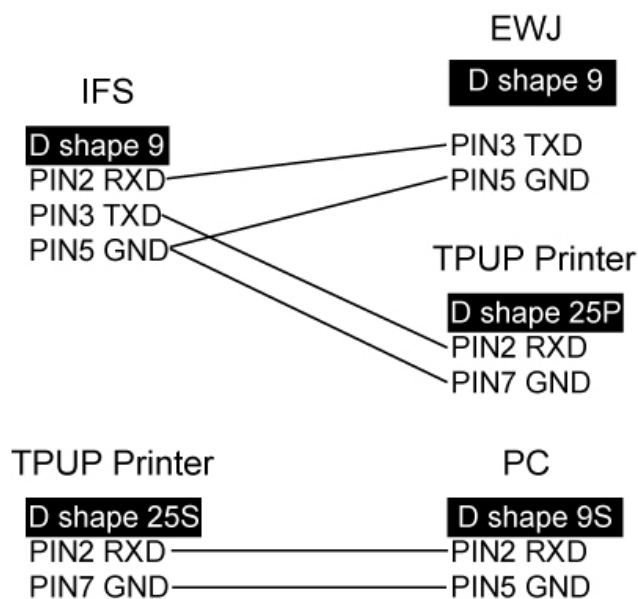 IFS
D shape 9
PIN2 RXD
PIN3 TXD
PIN5 GND
EWJ
D shape 9
PIN3 TXD
PIN5 GND
TPUP Printer
D shape 25P
PIN2 RXD
PIN7 GND
TPUP Printer
D shape 25S
PIN2 RXD
PIN7 GND
PC
D shape 9S
PIN2 RXD
PIN5 GND